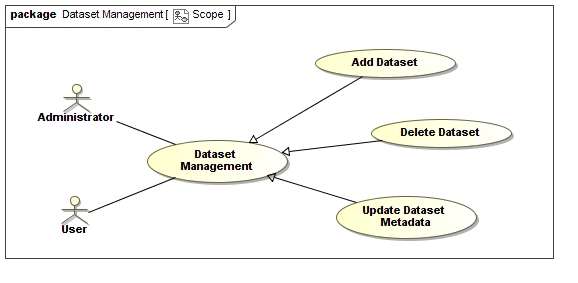 package Dataset Management [ Scope ]
Add Dataset
Administrator
Delete Dataset
Dataset
Management
User
Update Dataset
Metadata